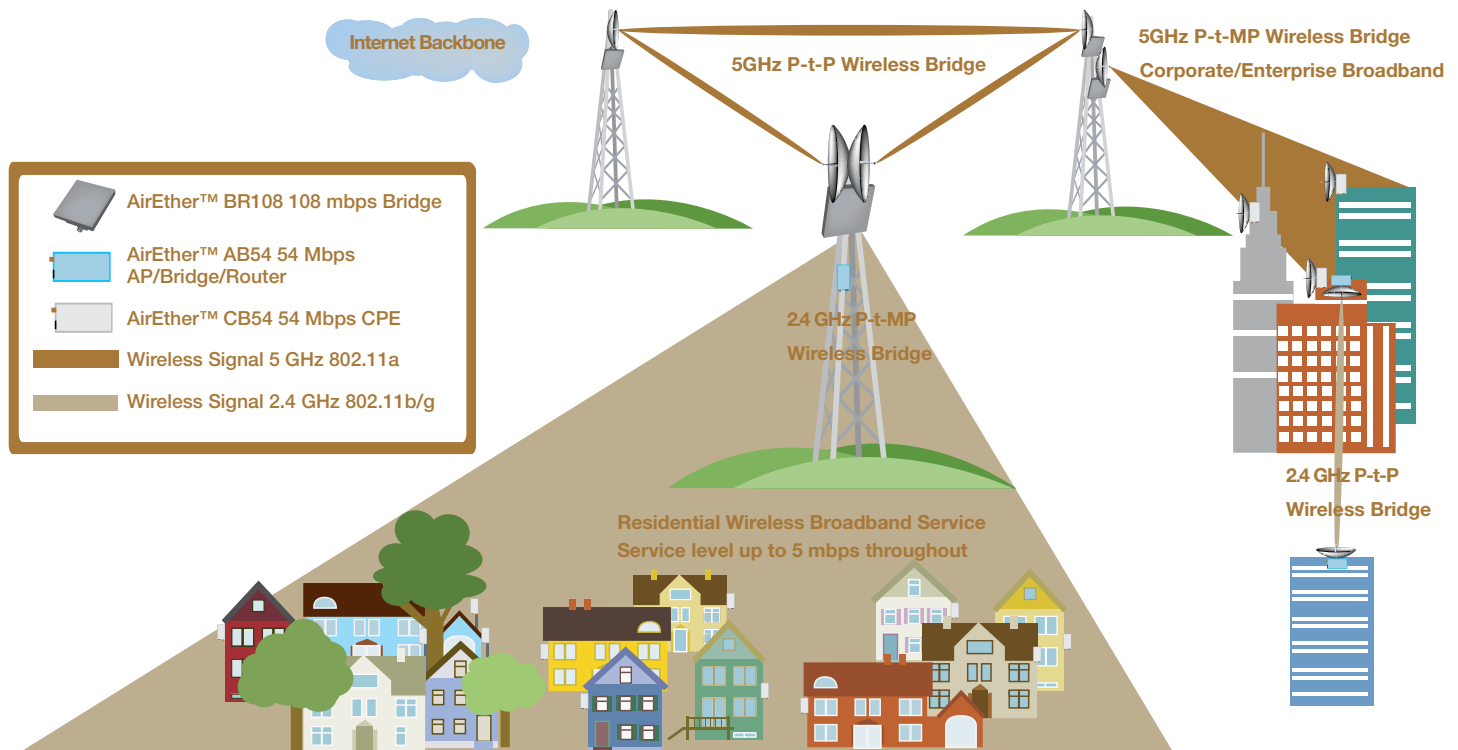 Internet Backbone
5GHz P-t-P Wireless Bridge
5GHz P-t-MP Wireless Bridge
Corporate/Enterprise Broadband
AirEther™ BR108 108 mbps Bridge
AirEther™ AB54 54 Mbps
AP/Bridge/Router
AirEther™ CB54 54 Mbps CPE
Wireless Signal 5 GHz 802.11a
Wireless Signal 2.4 GHz 802.11b/g
2.4 GHz P-t-MP
Wireless Bridge
2.4 GHz P-t-P
Wireless Bridge
Residential Wireless Broadband Service
Service level up to 5 mbps throughout